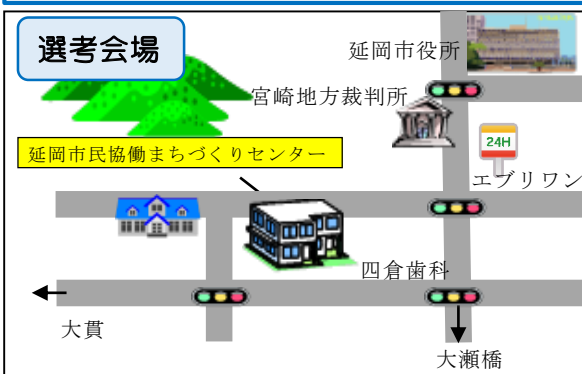 選考会場
延岡市役所
宮崎地方裁判所
24H
延岡市民協働まちづくりセンター
エブリワン
四倉歯科
大貫
大瀬橋